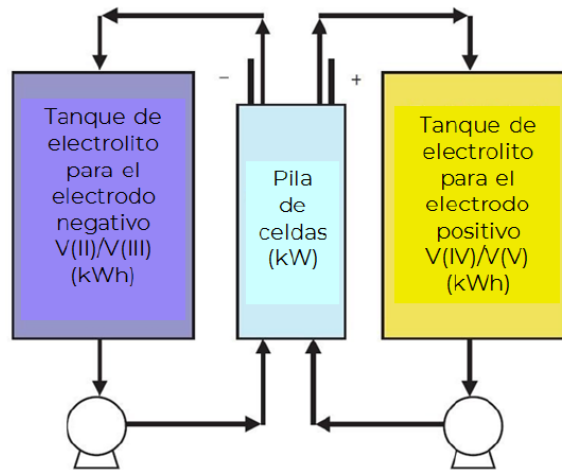 Tanque de
electrolito
para el
electrodo
negativo
V(II)/V(III)
(kWh)
−
Pila
de
celdas
(kW)
+
Tanque de
electrolito
para el
electrodo
positivo
V(IV)/V(V)
(kWh)